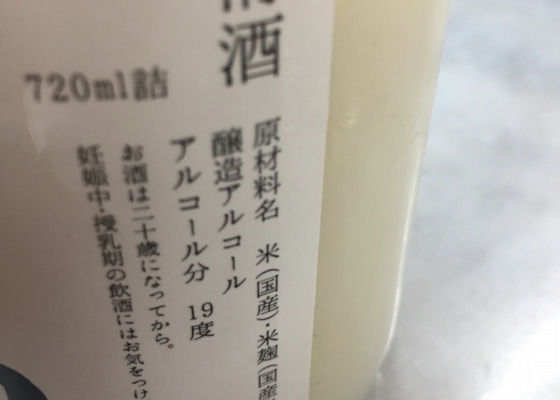 清酒
720ml詰
原材料名 米(国産)・米麹(国産
醸造アルコール
アルコール分 19度
お酒は二十歳になってから。
妊娠中・授乳期の飲酒にはお気をつけ